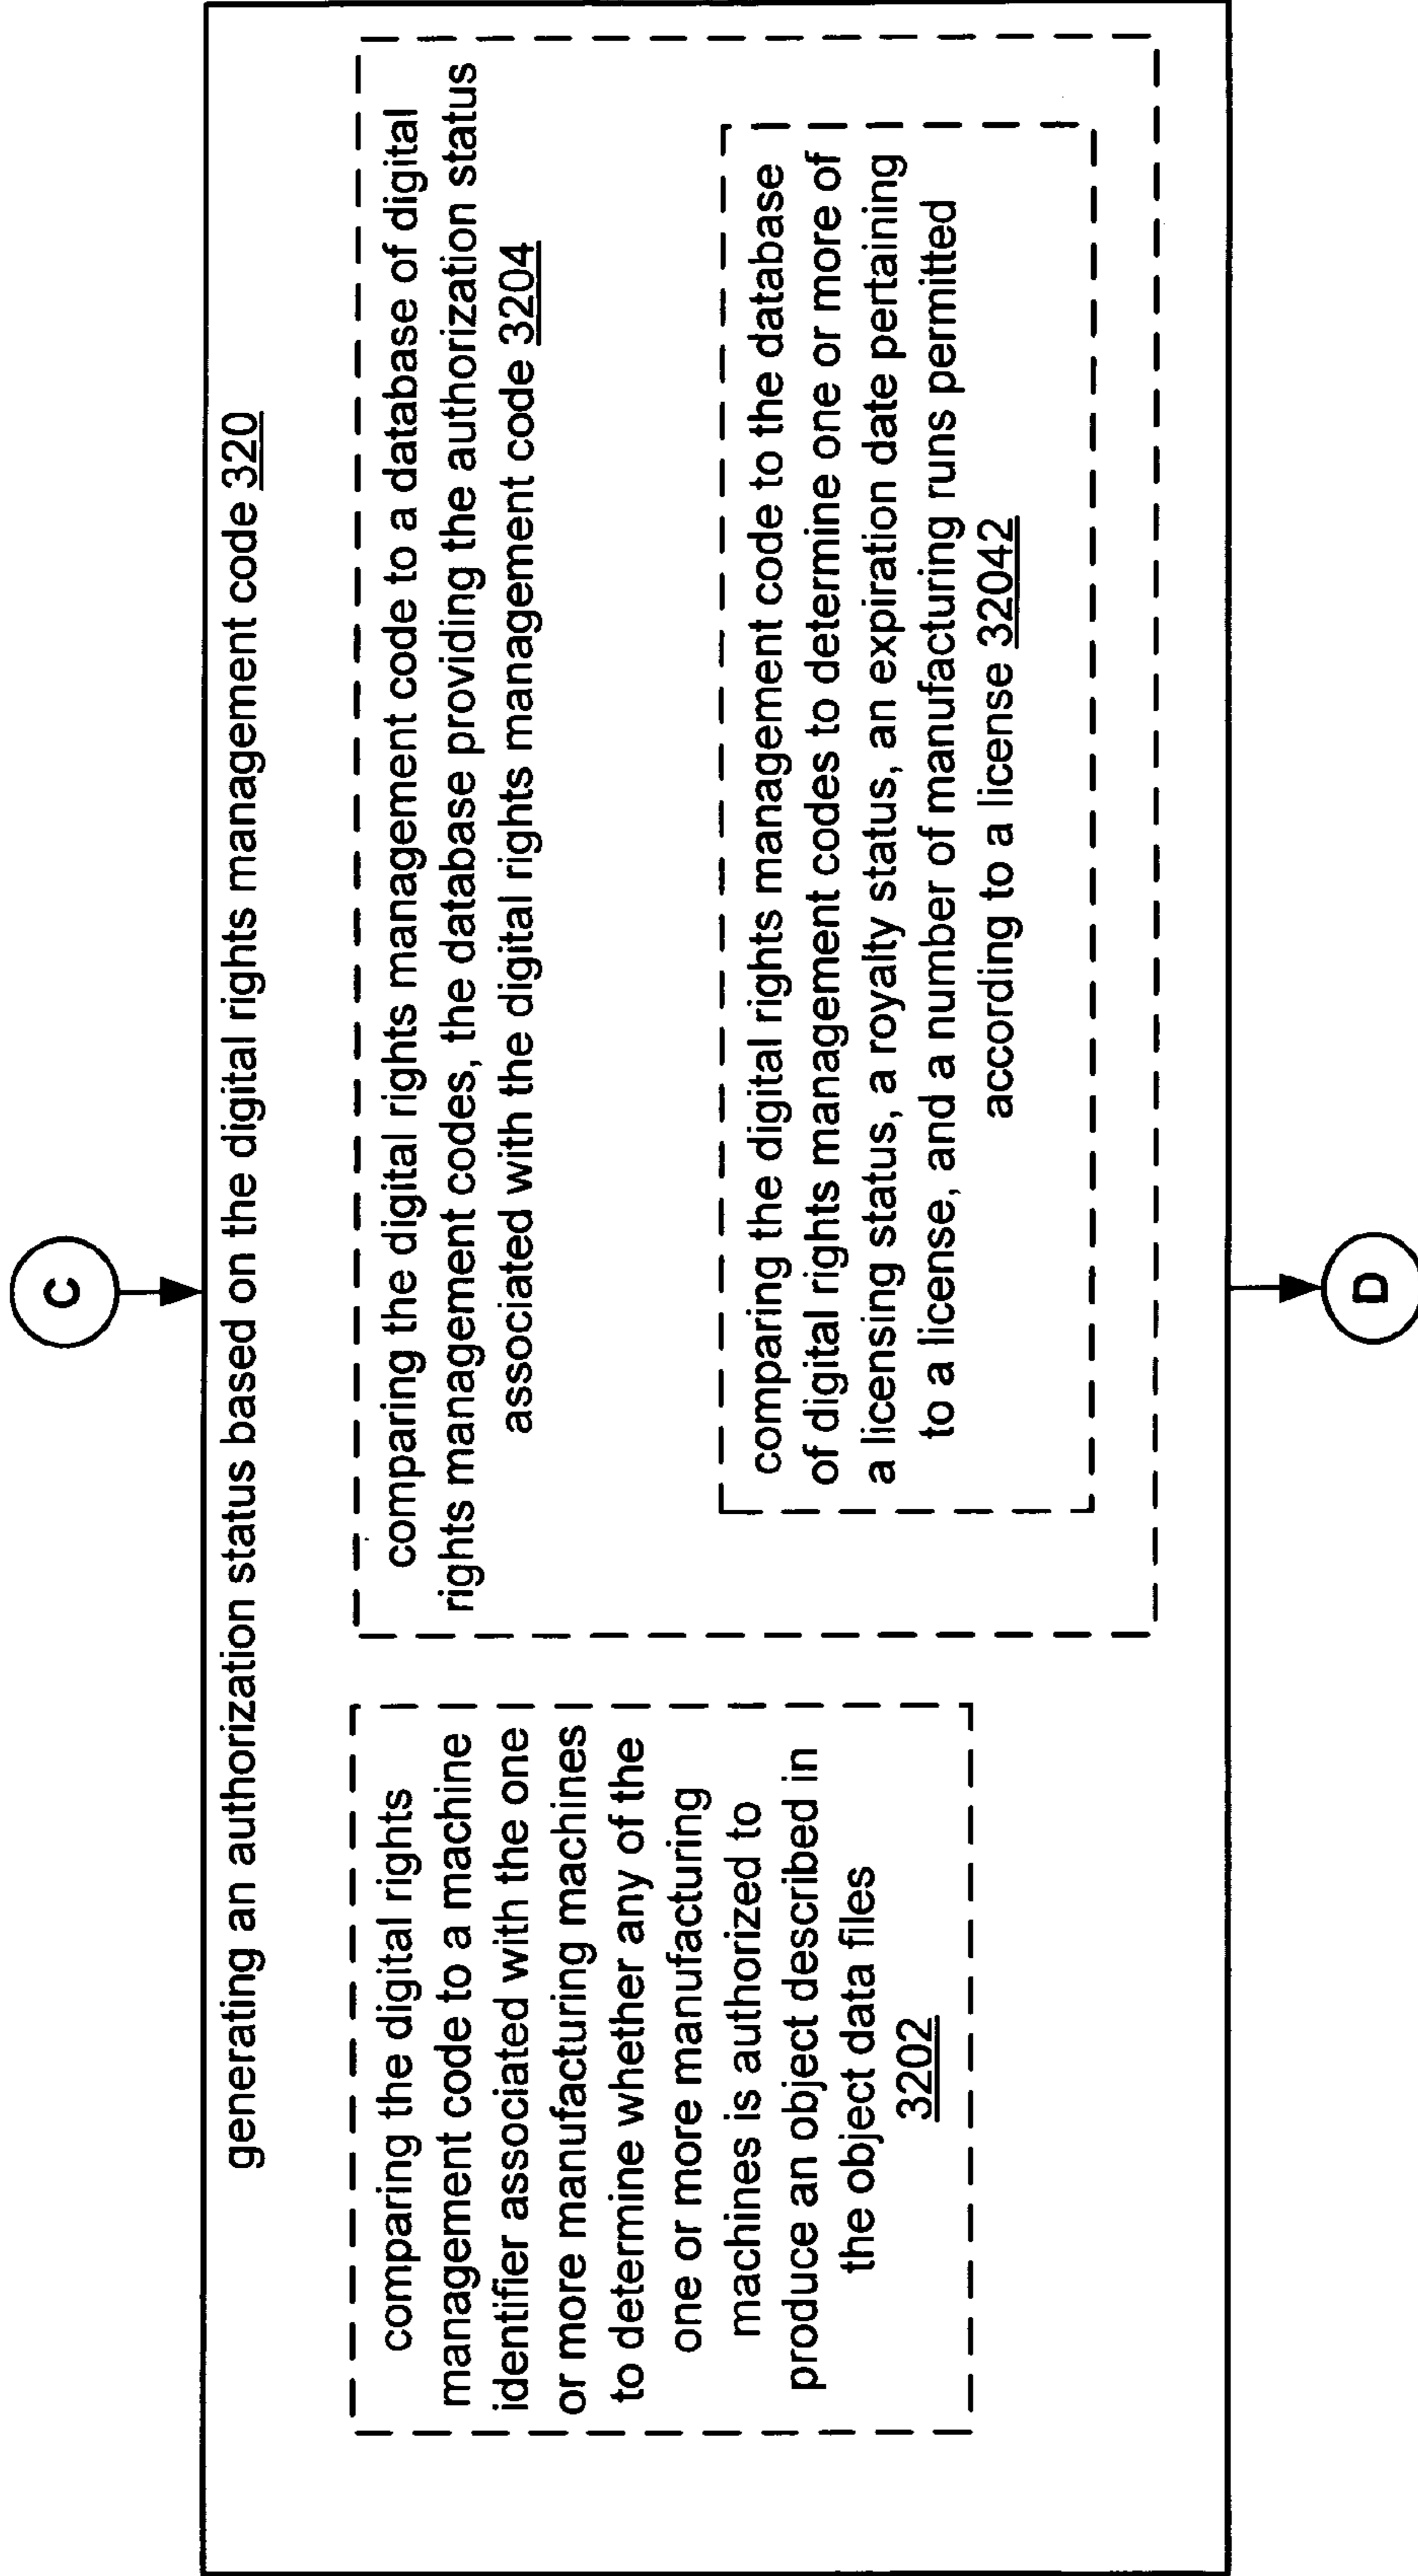 C
generating an authorization status based on the digital rights management code 320
comparing the digital rights
management code to a machine
identifier associated with the one
or more manufacturing machines
to determine whether any of the
one or more manufacturing
machines is authorized to
produce an object described in
the object data files
3202
comparing the digital rights management code to a database of digital
rights management codes, the database providing the authorization status
associated with the digital rights management code 3204
comparing the digital rights management code to the database
of digital rights management codes to determine one or more of
a licensing status, a royalty status, an expiration date pertaining
to a license, and a number of manufacturing runs permitted
according to a license 32042
D